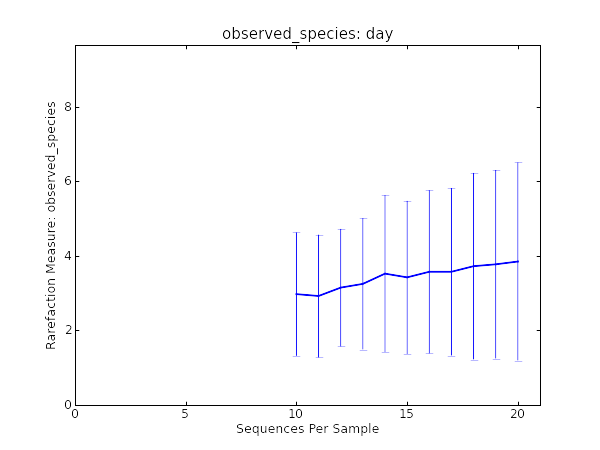 observed_species: day
Rarefaction Measure: observed_species
8
6
4
2
0
0 5 10 15 20
Sequences Per Sample